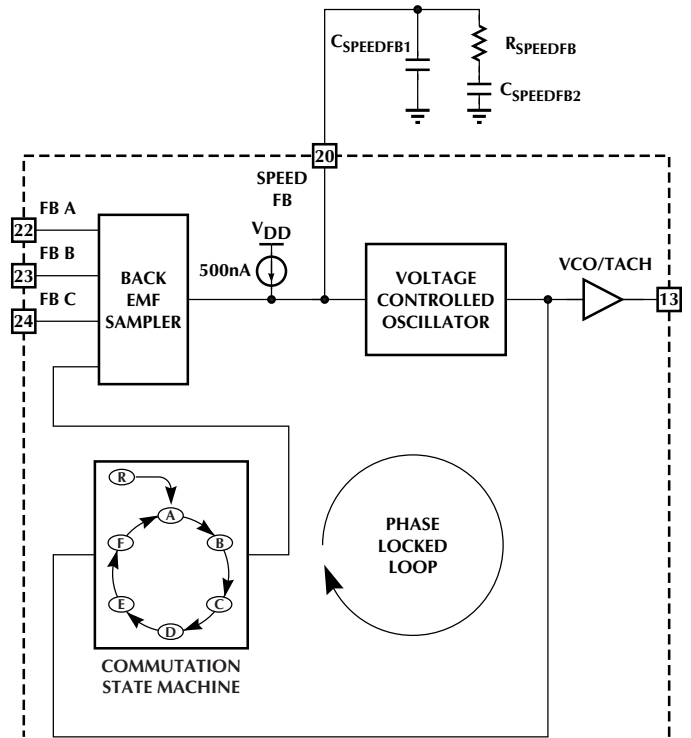 CSPEEDFB1
RSPEEDFB
CSPEEDFB2
20
SPEED
FB
FB A
22
FB B
23
FB C
24
BACK
EMF
SAMPLER
VDD
500nA
VOLTAGE
CONTROLLED
OSCILLATOR
VCO/TACH
13
R
A
B
C
D
E
F
COMMUTATION
STATE MACHINE
PHASE
LOCKED
LOOP